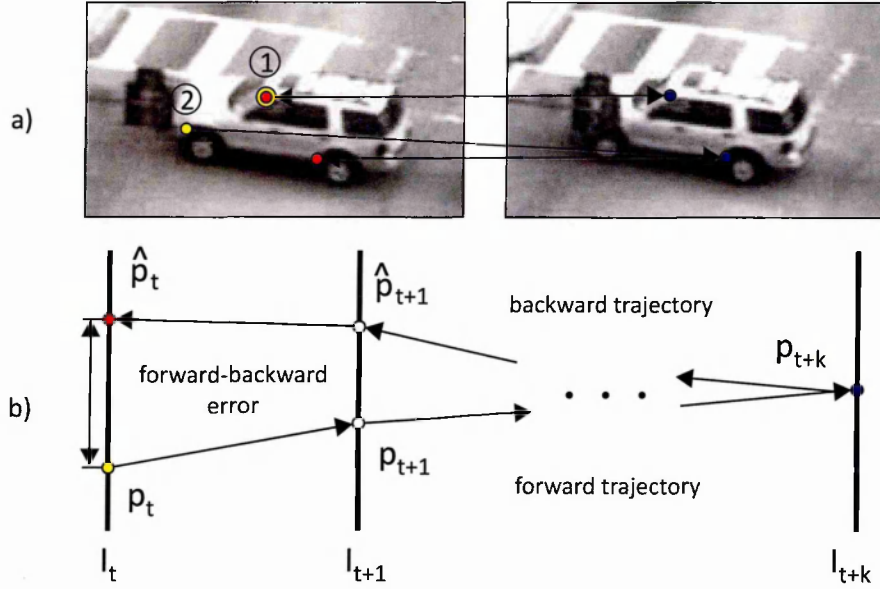 a)
①
②
b)
p̂ₜ
p̂ₜ₊₁
backward trajectory
pₜ₊ₖ
forward-backward
error
. . .
pₜ₊₁
pₜ
forward trajectory
Iₜ
Iₜ₊₁
Iₜ₊ₖ